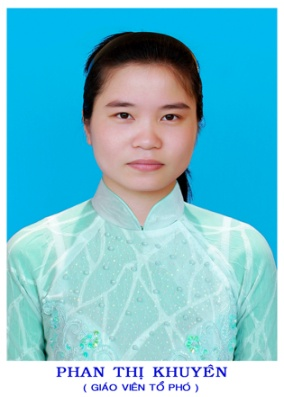 PHAN THỊ KHUYÊN
( GIÁO VIÊN TỔ PHÓ )